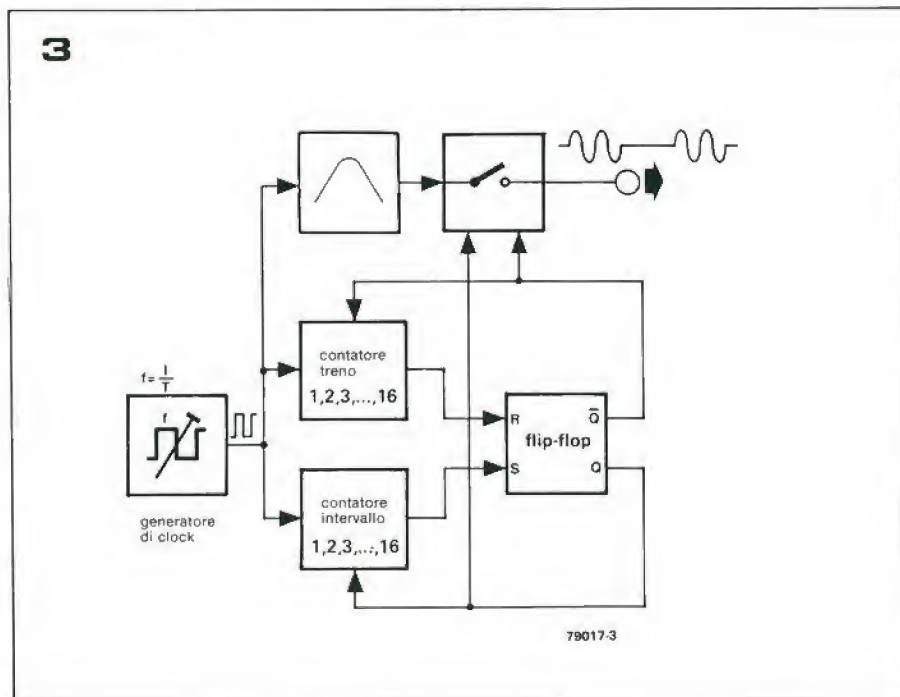 3
f = 1/T
f
generatore
di clock
contatore
treno
1,2,3,...,16
contatore
intervallo
1,2,3,...,16
R
Q̅
flip-flop
S
Q
79017-3